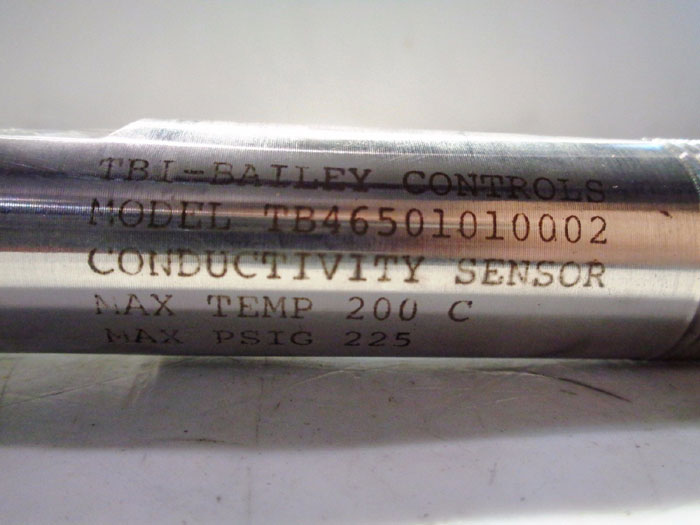 TBI-BAILEY CONTROLS
MODEL TB46501010002
CONDUCTIVITY SENSOR
MAX TEMP 200 C
MAX PSIG 225